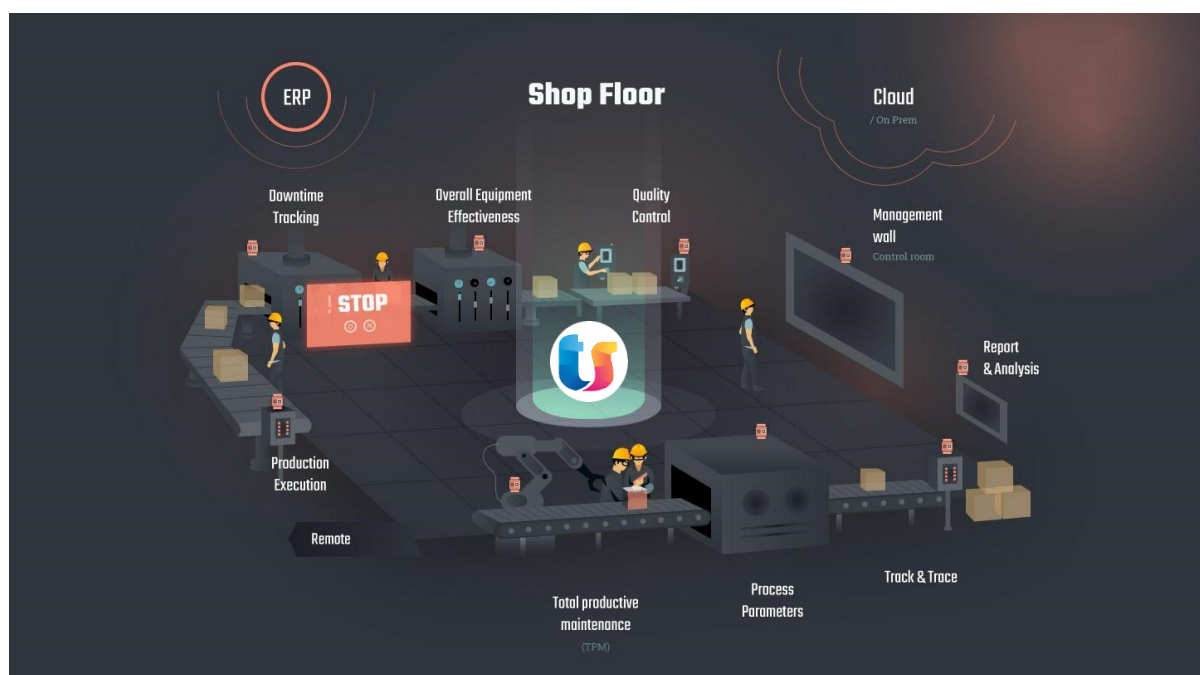 ERP
Shop Floor
Cloud
/ On Prem
Downtime
Tracking
Overall Equipment
Effectiveness
Quality
Control
Management
wall
Control room
! STOP
ts
Report
& Analysis
Production
Execution
Remote
Total productive
maintenance
(TPM)
Process
Parameters
Track & Trace